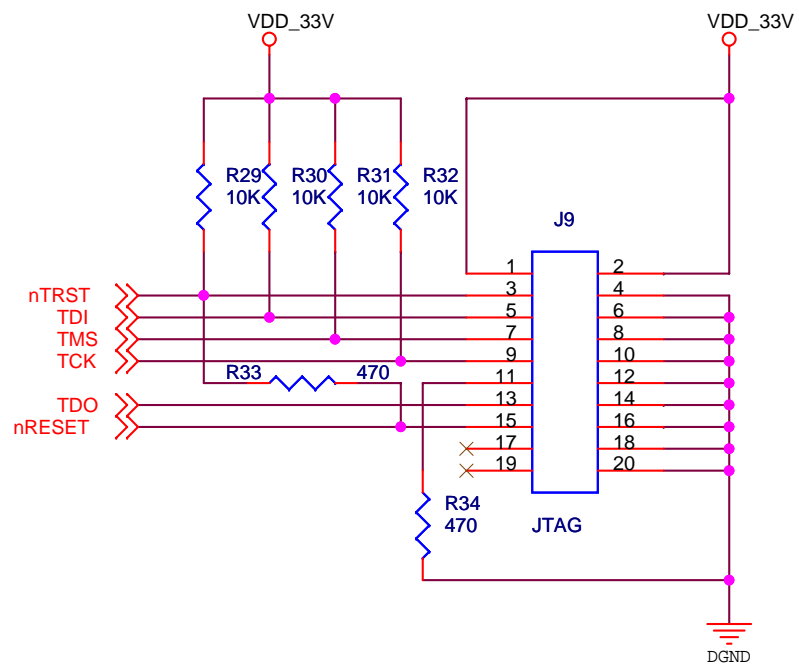 VDD_33V VDD_33V
R29 R30 R31 R32
10K 10K 10K 10K
J9
1 2
nTRST 3 4
TDI 5 6
TMS 7 8
TCK 9 10
R33 470 11 12
TDO 13 14
nRESET 15 16
17 18
19 20
R34
470 JTAG
DGND